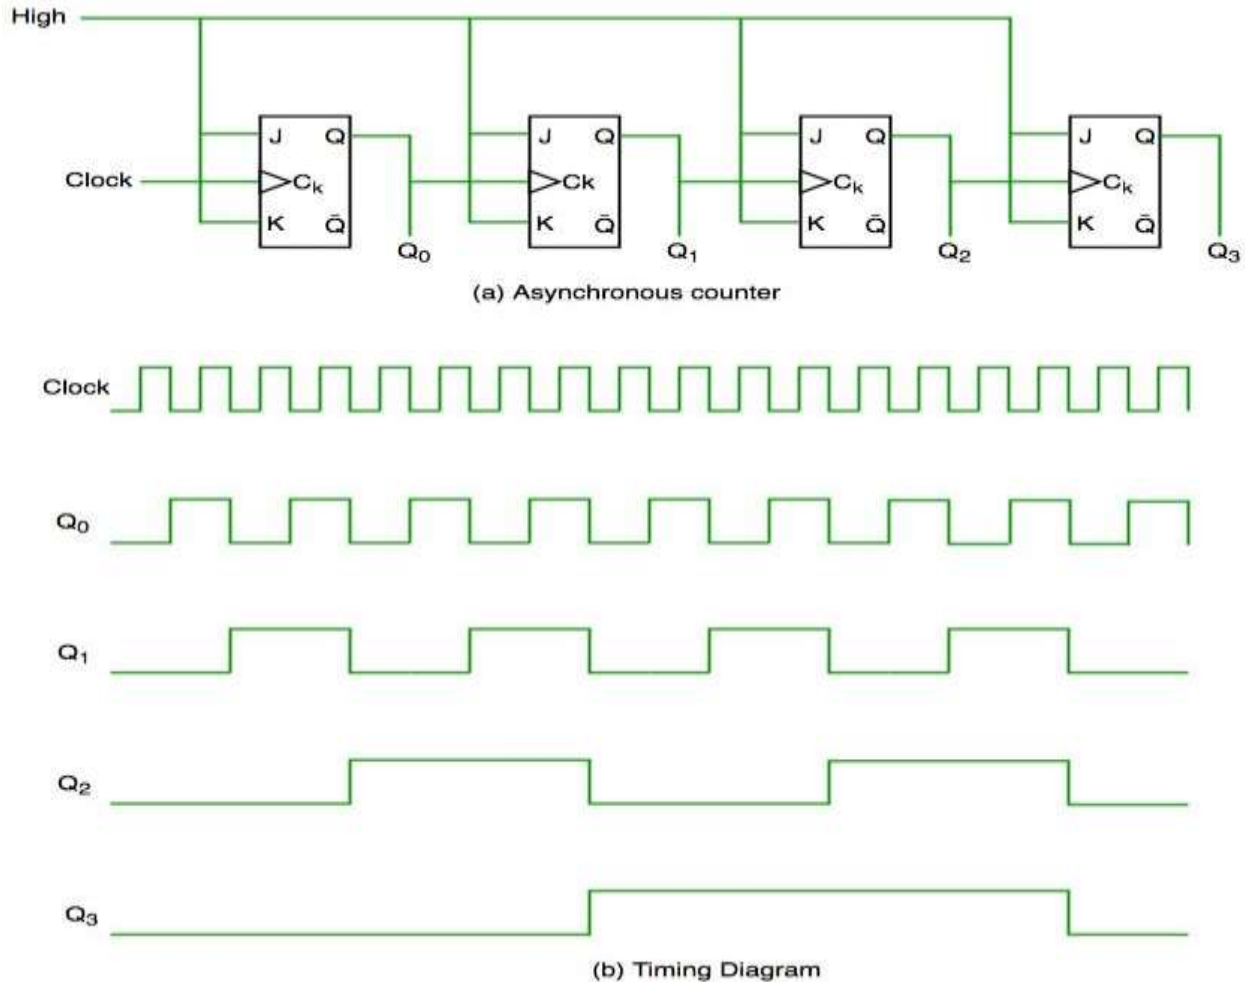 High
J Q J Q J Q J Q
Clock Cₖ Ck Cₖ Cₖ
K Q̄ K Q̄ K Q̄ K Q̄
Q₀ Q₁ Q₂ Q₃
(a) Asynchronous counter
Clock
Q₀
Q₁
Q₂
Q₃
(b) Timing Diagram